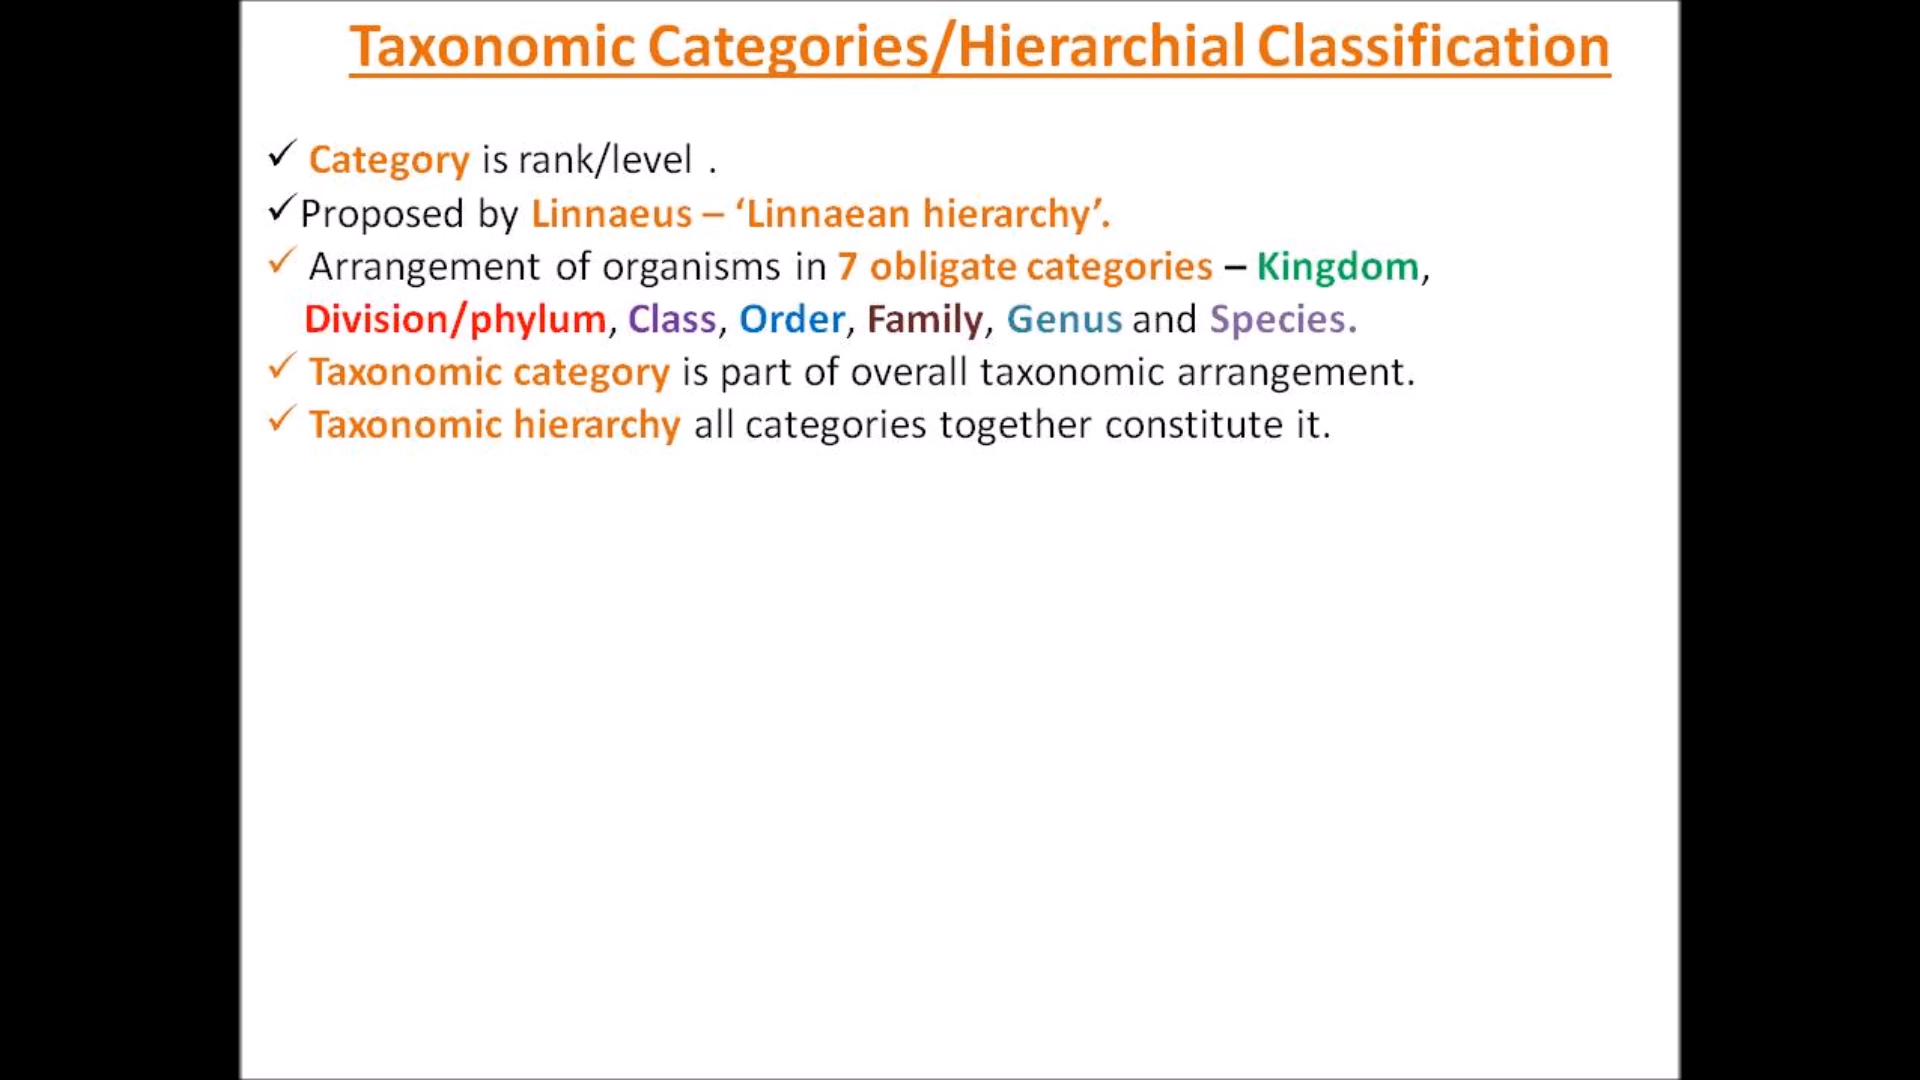 Taxonomic Categories/Hierarchial Classification
✓ Category is rank/level .
✓Proposed by Linnaeus – ‘Linnaean hierarchy’.
✓ Arrangement of organisms in 7 obligate categories – Kingdom,
Division/phylum, Class, Order, Family, Genus and Species.
✓ Taxonomic category is part of overall taxonomic arrangement.
✓ Taxonomic hierarchy all categories together constitute it.